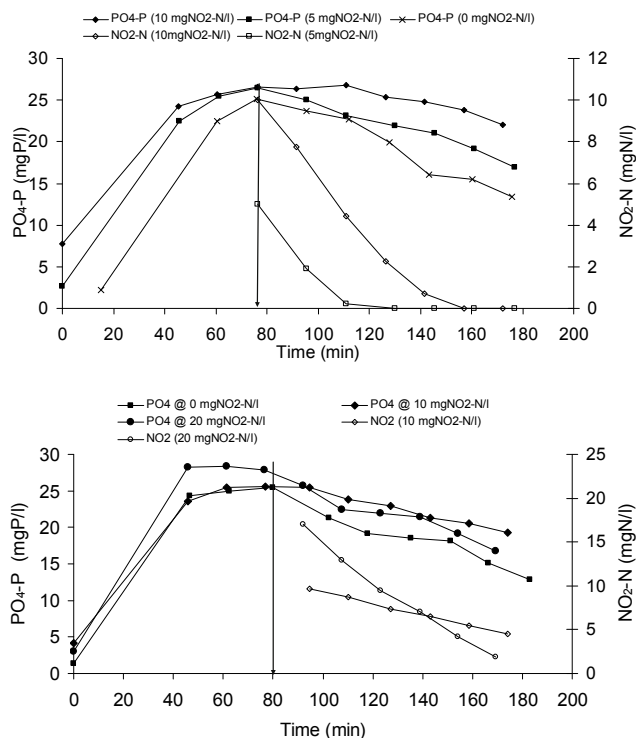 PO4-P (10 mgNO2-N/l) PO4-P (5 mgNO2-N/l) PO4-P (0 mgNO2-N/l)
NO2-N (10mgNO2-N/l) NO2-N (5mgNO2-N/l)
30 12
25 10
20 8
15 6
10 4
5 2
0 0
PO₄-P (mgP/l)
NO₂-N (mgN/l)
0 20 40 60 80 100 120 140 160 180 200
Time (min)
PO4 @ 0 mgNO2-N/l PO4 @ 10 mgNO2-N/l
PO4 @ 20 mgNO2-N/l NO2 (10 mgNO2-N/l)
NO2 (20 mgNO2-N/l)
30 25
25 20
20 15
15 10
10 5
5 0
0
PO₄-P (mgP/l)
NO₂-N (mgN/l)
0 20 40 60 80 100 120 140 160 180 200
Time (min)